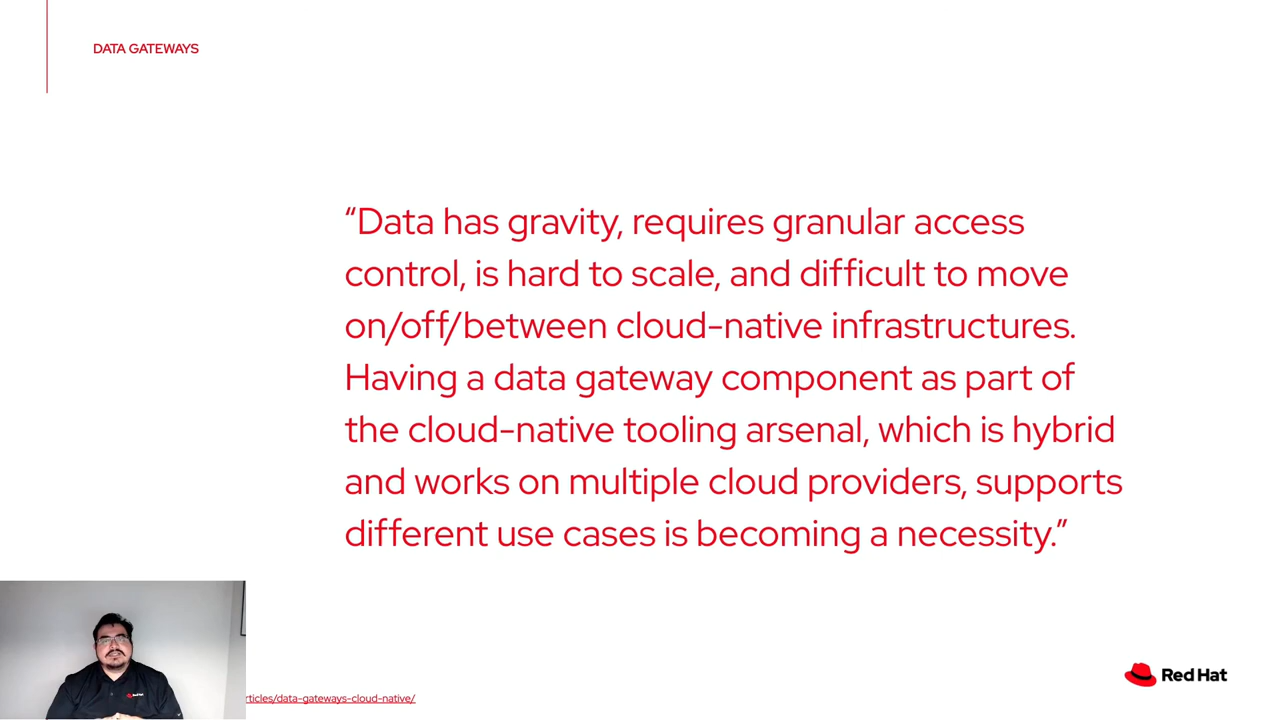 DATA GATEWAYS
“Data has gravity, requires granular access
control, is hard to scale, and difficult to move
on/off/between cloud-native infrastructures.
Having a data gateway component as part of
the cloud-native tooling arsenal, which is hybrid
and works on multiple cloud providers, supports
different use cases is becoming a necessity.”
Red Hat
rticles/data-gateways-cloud-native/
Red Hat